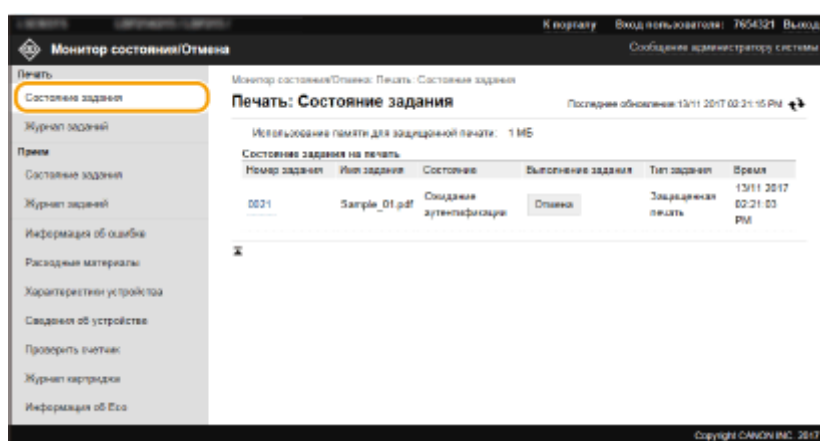 К порталу Вход пользователя: 7654321 Выход
Монитор состояния/Отмена
Сообщение администратору системы
Печать
Состояние задания
Журнал заданий
Прием
Состояние задания
Журнал заданий
Информация об ошибке
Расходные материалы
Характеристики устройства
Сведения об устройстве
Проверить счетчик
Журнал картриджа
Информация об Eco
Монитор состояния/Отмена: Печать: Состояние задания
Печать: Состояние задания
Последнее обновление:13/11 2017 02:21:15 PM
Использование памяти для защищенной печати: 1 МБ
Состояние задания на печать
Номер задания Имя задания Состояние Выполнение задания Тип задания Время
0021 Sample_01.pdf Ожидание аутентификации Отмена Защищенная печать 13/11 2017 02:21:03 PM
Copyright CANON INC. 2017